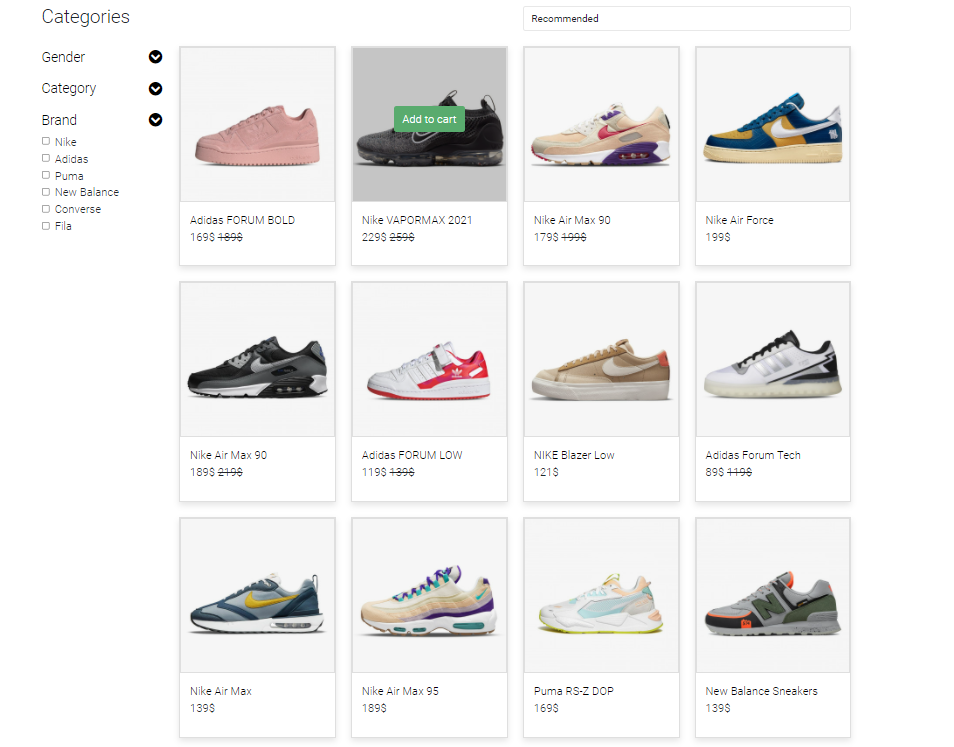 Categories
Recommended
Gender
Category
Brand
Nike
Adidas
Puma
New Balance
Converse
Fila
Add to cart
Adidas FORUM BOLD
169$ 189$
Nike VAPORMAX 2021
229$ 259$
Nike Air Max 90
179$ 199$
Nike Air Force
199$
Nike Air Max 90
189$ 219$
Adidas FORUM LOW
119$ 139$
NIKE Blazer Low
121$
Adidas Forum Tech
89$ 119$
Nike Air Max
139$
Nike Air Max 95
189$
Puma RS-Z DOP
169$
New Balance Sneakers
139$